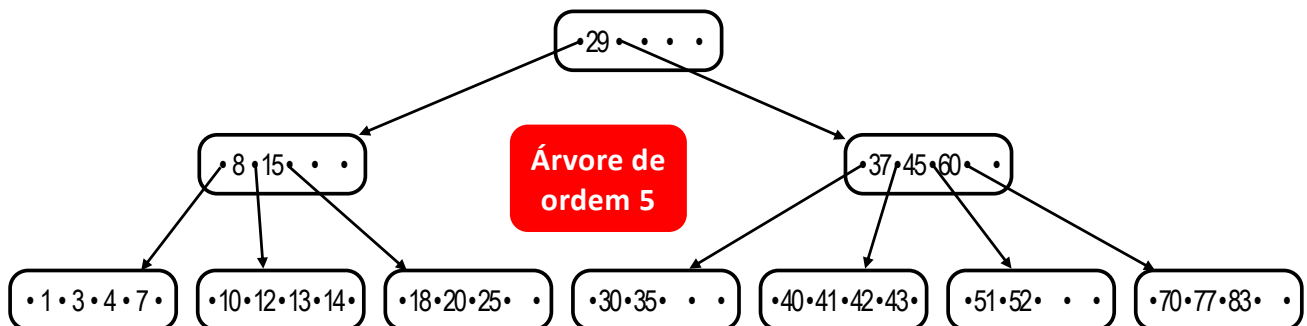 •29• • • •
• 8 • 15• • •
Árvore de
ordem 5
•37•45•60• •
• 1 • 3 • 4 • 7 •
•10•12•13•14•
•18•20•25• •
•30•35• • •
•40•41•42•43•
•51•52• • •
•70•77•83• •